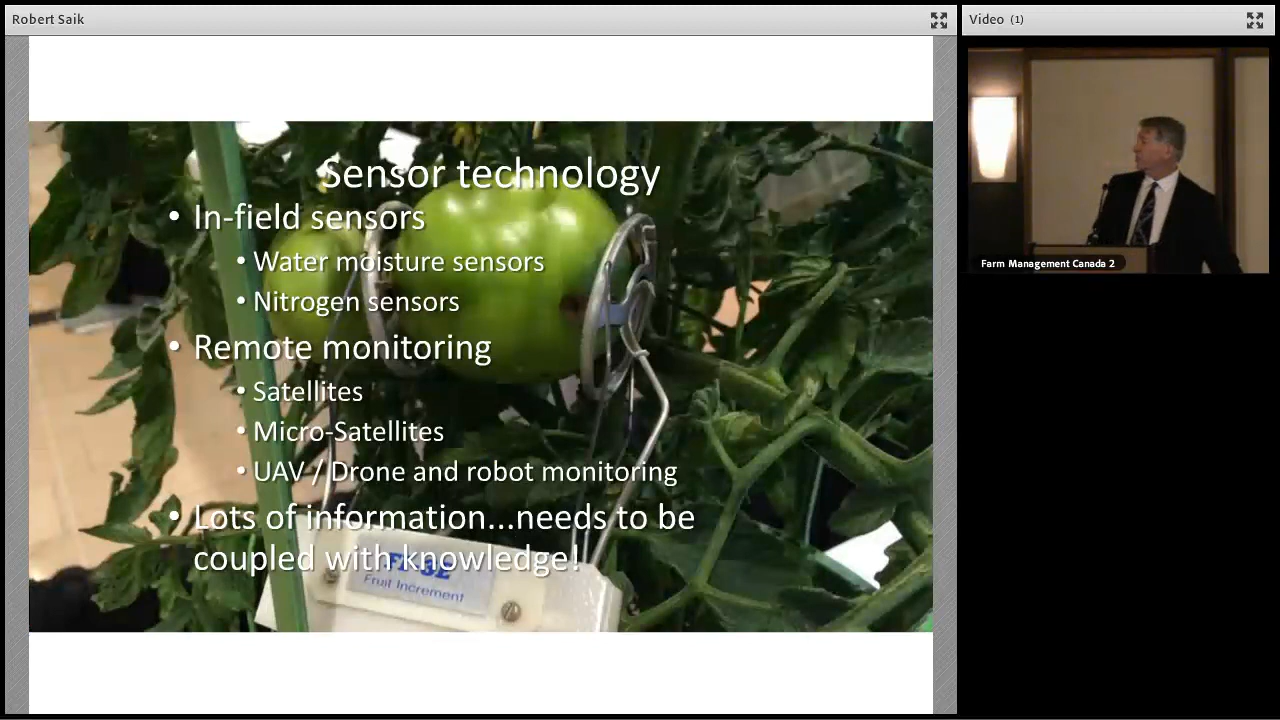 Robert Saik
Video (1)
Sensor technology
• In-field sensors
• Water moisture sensors
• Nitrogen sensors
• Remote monitoring
• Satellites
• Micro-Satellites
• UAV / Drone and robot monitoring
• Lots of information...needs to be
coupled with knowledge!
Fruit Increment
Farm Management Canada 2